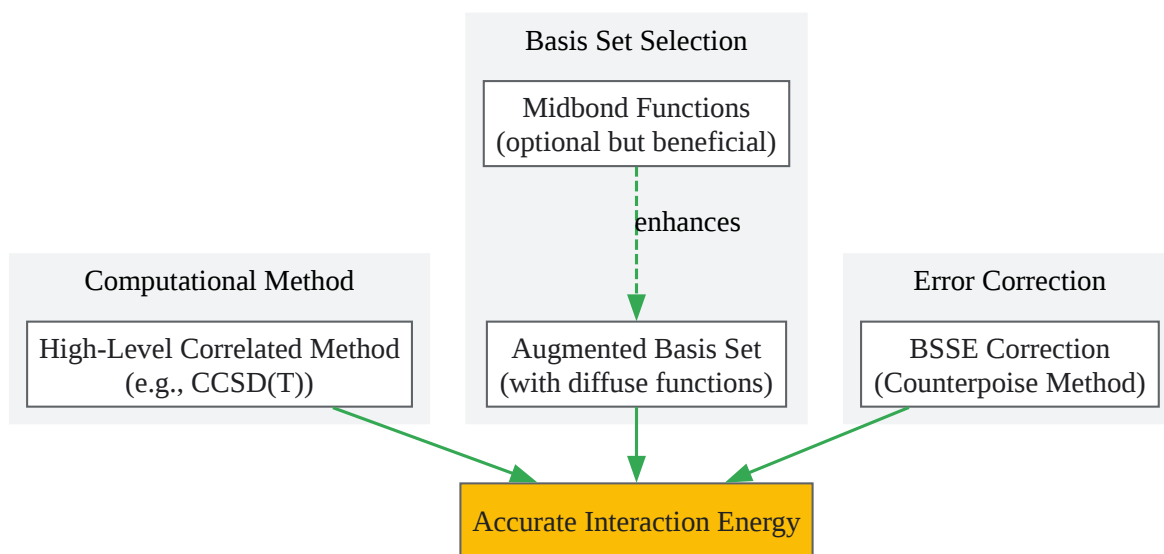 Basis Set Selection
Midbond Functions
(optional but beneficial)
enhances
Computational Method
High-Level Correlated Method
(e.g., CCSD(T))
Augmented Basis Set
(with diffuse functions)
Error Correction
BSSE Correction
(Counterpoise Method)
Accurate Interaction Energy